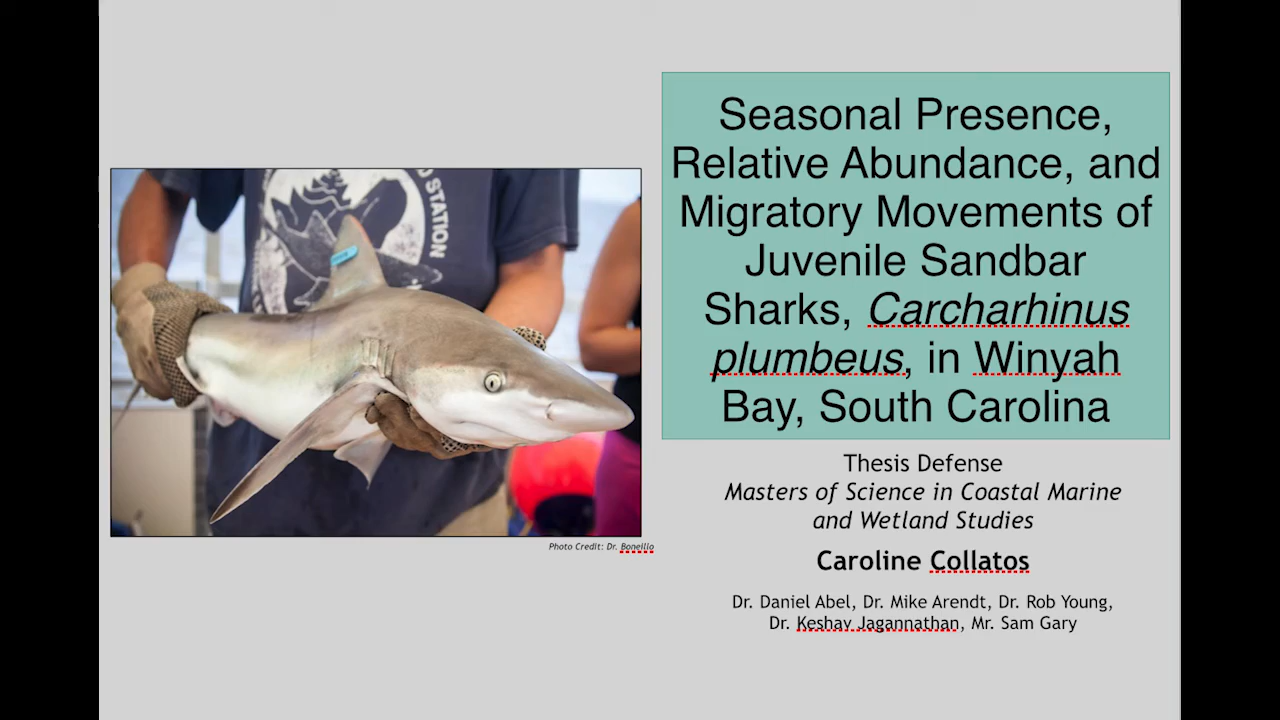 Seasonal Presence,
Relative Abundance, and
Migratory Movements of
Juvenile Sandbar
Sharks, Carcharhinus
plumbeus, in Winyah
Bay, South Carolina
Thesis Defense
Masters of Science in Coastal Marine
and Wetland Studies
Caroline Collatos
Dr. Daniel Abel, Dr. Mike Arendt, Dr. Rob Young,
Dr. Keshav Jagannathan, Mr. Sam Gary
STATION
Photo Credit: Dr. Boneillo